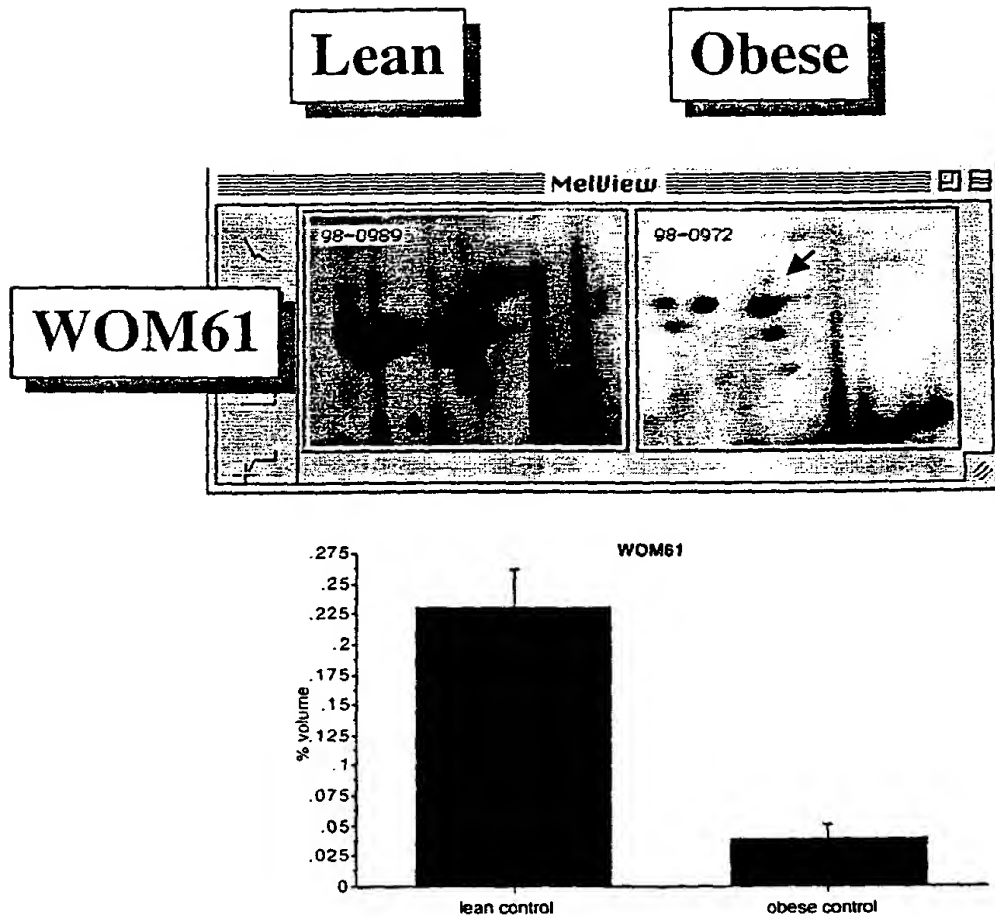 Lean Obese
MelView
98-0989 98-0972
WOM61
WOM61
.275
.25
.225
.2
.175
.15
.125
.1
.075
.05
.025
0
% volume
lean control obese control